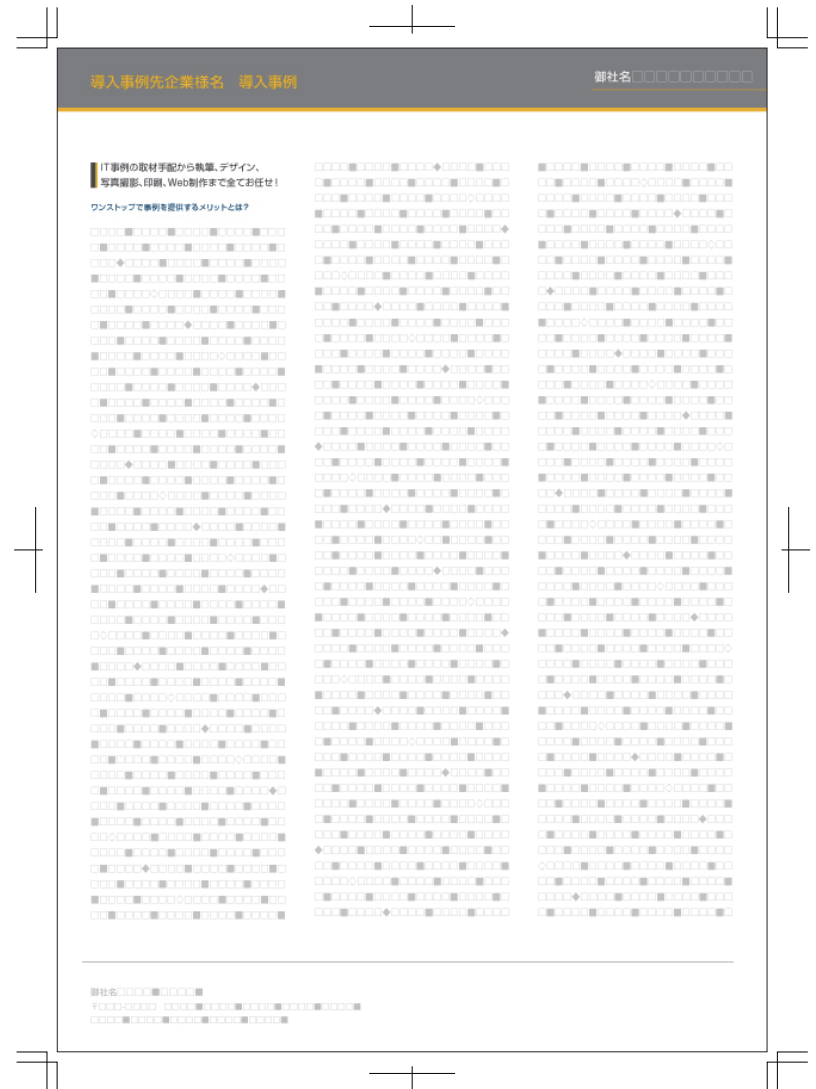 導入事例先企業様名　導入事例
御社名□□□□□□□□□□
IT事例の取材手配から執筆、デザイン、
写真撮影、印刷、Web制作まで全てお任せ！
ワンストップで事例を提供するメリットとは?
御社名□□□□■□□□□■
〒□□□-□□□□　□□□□■□□□□■□□□□■□□□□■□□□□■
□□□□■□□□□■□□□□■□□□□■□□□□■